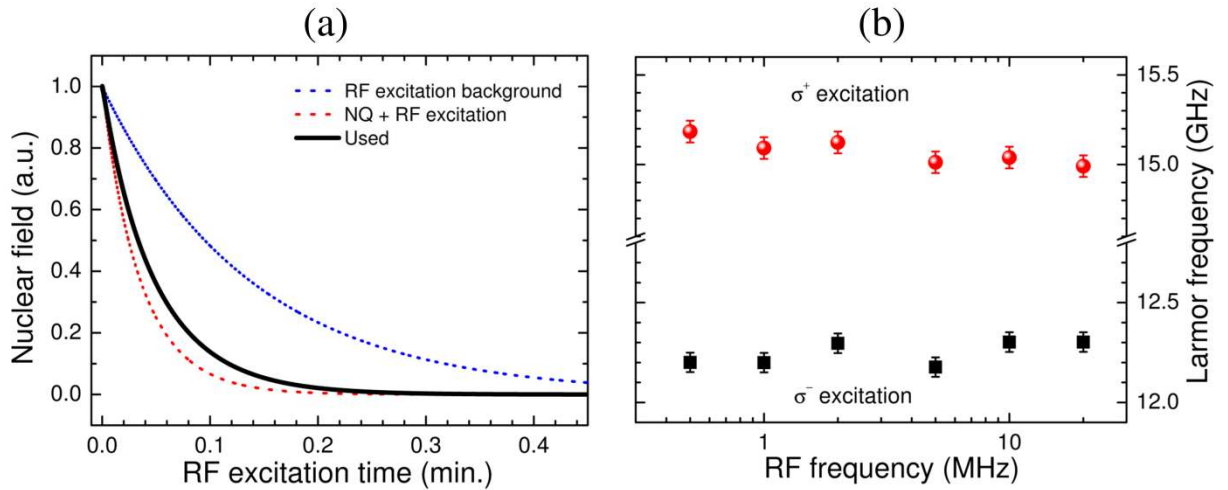 (a)
Nuclear field (a.u.)
1.0
0.8
0.6
0.4
0.2
0.0
RF excitation background
NQ + RF excitation
Used
0.0 0.1 0.2 0.3 0.4
RF excitation time (min.)
(b)
σ+ excitation
σ− excitation
15.5
15.0
12.5
12.0
Larmor frequency (GHz)
1 10
RF frequency (MHz)